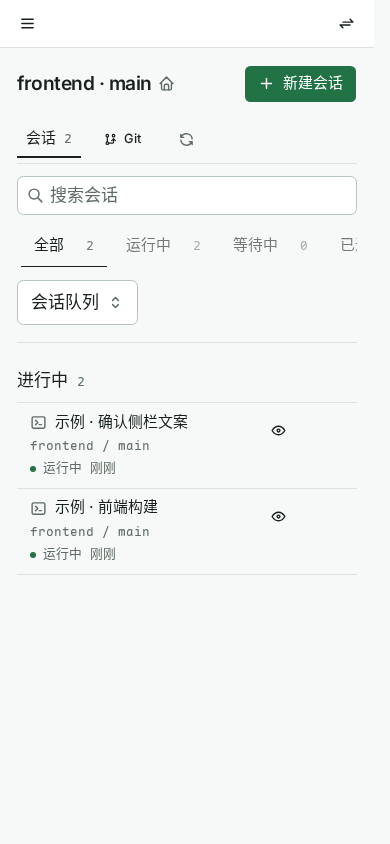 frontend · main
新建会话
会话 2
Git
搜索会话
全部 2
运行中 2
等待中 0
会话队列
进行中 2
示例 · 确认侧栏文案
frontend / main
运行中 刚刚
示例 · 前端构建
frontend / main
运行中 刚刚